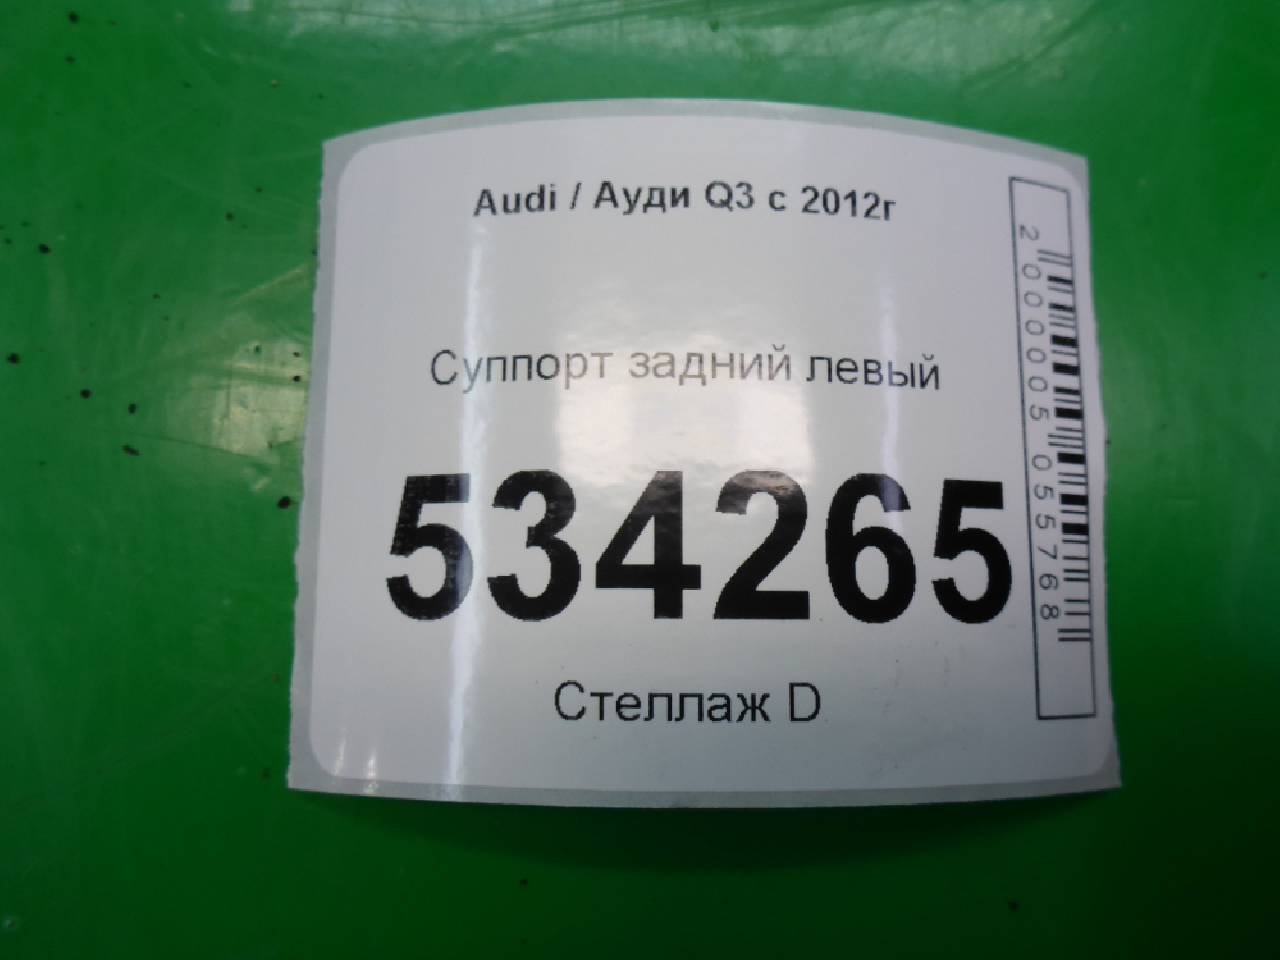 Audi / Ауди Q3 с 2012г
Суппорт задний левый
534265
Стеллаж D
2000005055768